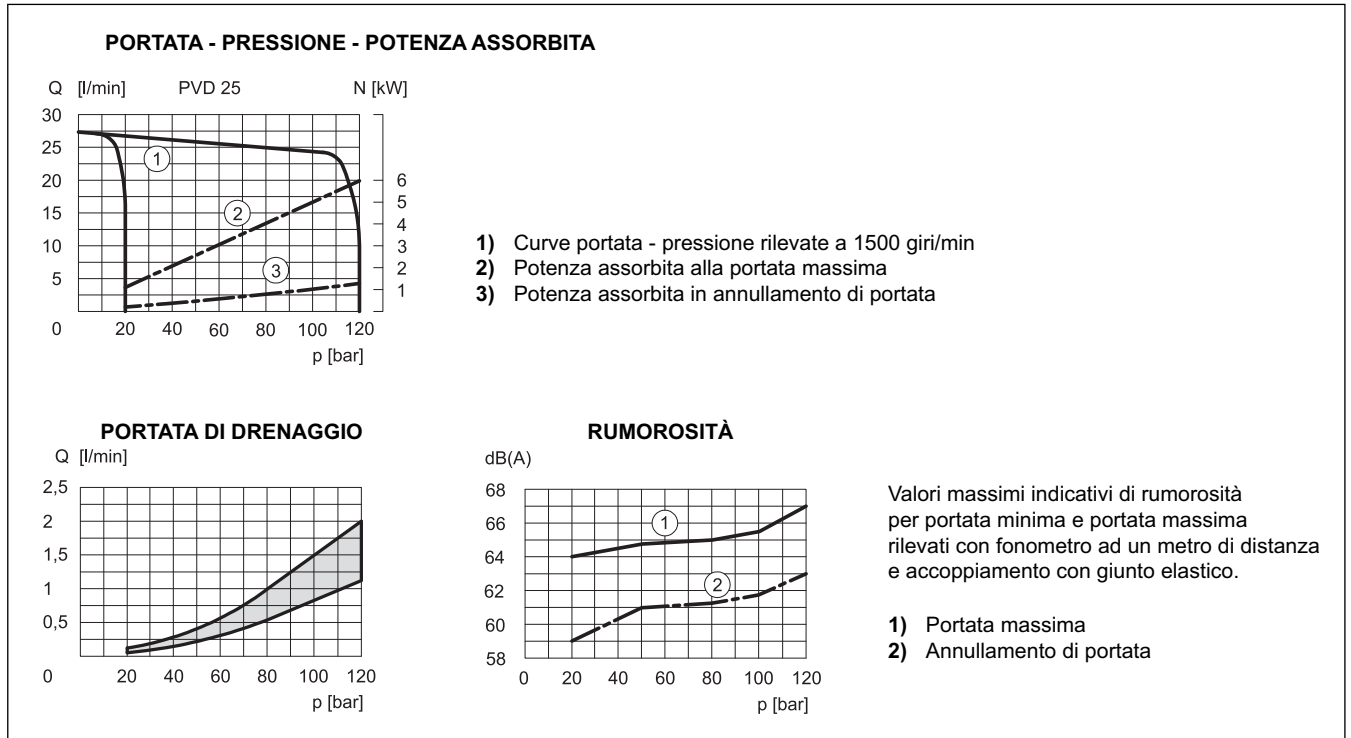 PORTATA - PRESSIONE - POTENZA ASSORBITA
Q [l/min] PVD 25 N [kW]
30
25
20
15
10
5
0
6
5
4
3
2
1
1
2
3
20 40 60 80 100 120
p [bar]
1) Curve portata - pressione rilevate a 1500 giri/min
2) Potenza assorbita alla portata massima
3) Potenza assorbita in annullamento di portata
PORTATA DI DRENAGGIO
Q [l/min]
2,5
2
1,5
1
0,5
0 20 40 60 80 100 120
p [bar]
RUMOROSITÀ
dB(A)
68
66
64
62
60
58
1
2
0 20 40 60 80 100 120
p [bar]
Valori massimi indicativi di rumorosità
per portata minima e portata massima
rilevati con fonometro ad un metro di distanza
e accoppiamento con giunto elastico.
1) Portata massima
2) Annullamento di portata